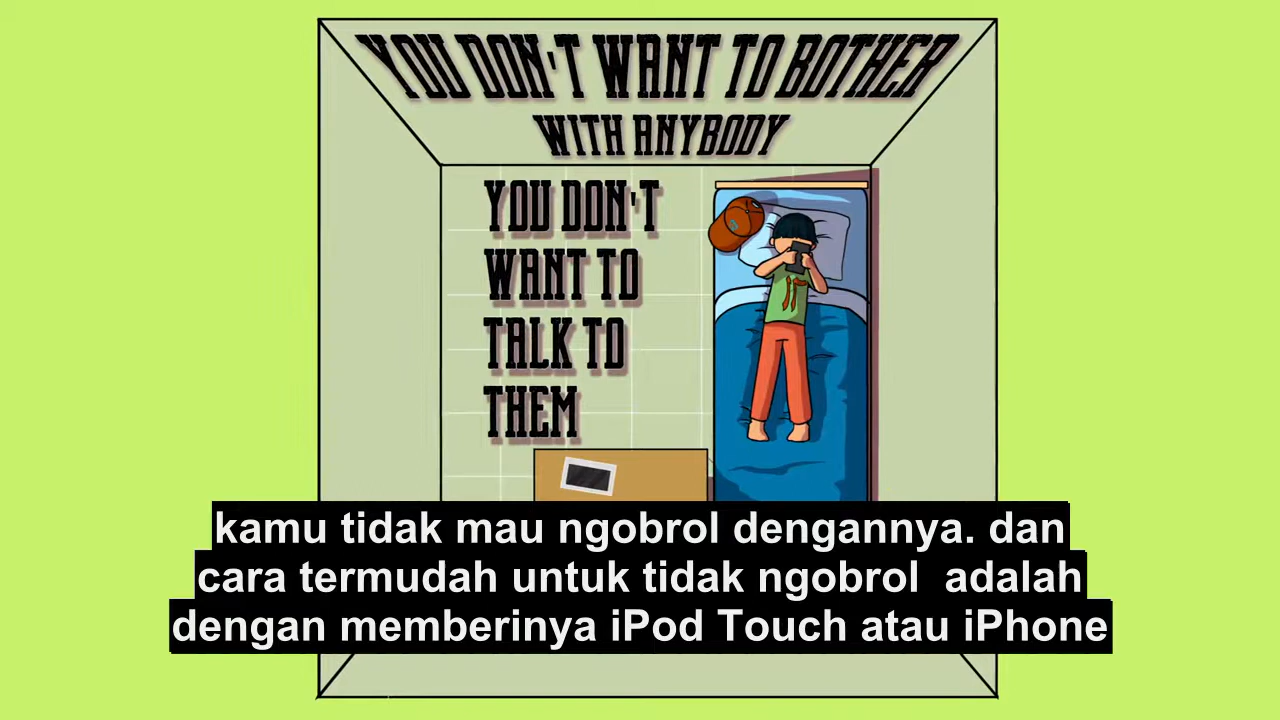 YOU DON'T WANT TO BOTHER
WITH ANYBODY
YOU DON'T
WANT TO
TALK TO
THEM
kamu tidak mau ngobrol dengannya. dan
cara termudah untuk tidak ngobrol  adalah
dengan memberinya iPod Touch atau iPhone